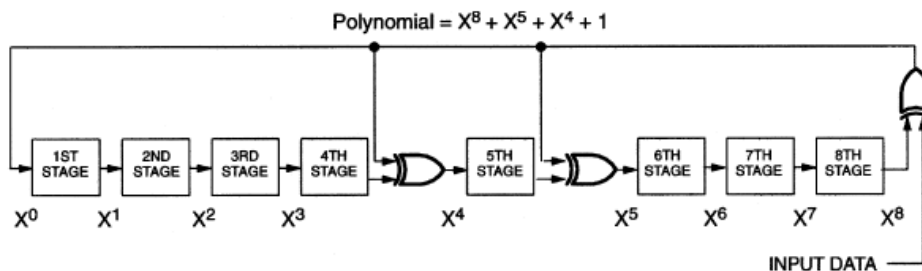 Polynomial = X⁸ + X⁵ + X⁴ + 1
1ST STAGE
2ND STAGE
3RD STAGE
4TH STAGE
5TH STAGE
6TH STAGE
7TH STAGE
8TH STAGE
X⁰ X¹ X² X³ X⁴ X⁵ X⁶ X⁷ X⁸
INPUT DATA